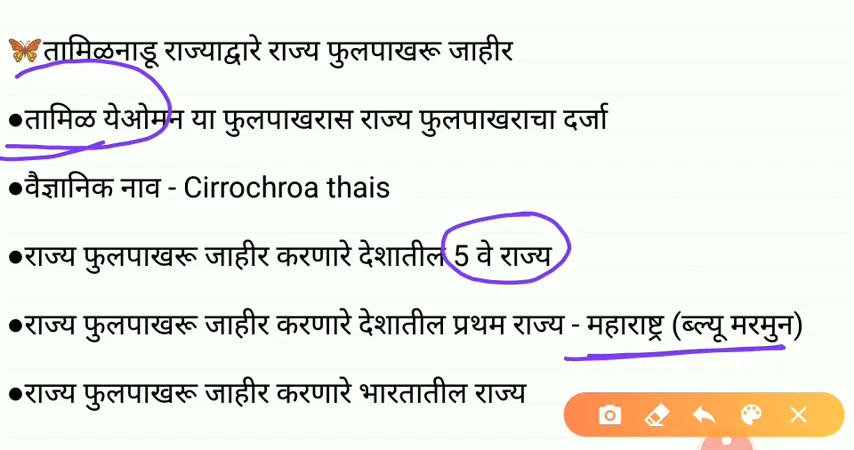 🦋तामिळनाडू राज्याद्वारे राज्य फुलपाखरू जाहीर
●तामिळ येओमन या फुलपाखरास राज्य फुलपाखराचा दर्जा
●वैज्ञानिक नाव - Cirrochroa thais
●राज्य फुलपाखरू जाहीर करणारे देशातील 5 वे राज्य
●राज्य फुलपाखरू जाहीर करणारे देशातील प्रथम राज्य - महाराष्ट्र (ब्ल्यू मरमुन)
●राज्य फुलपाखरू जाहीर करणारे भारतातील राज्य